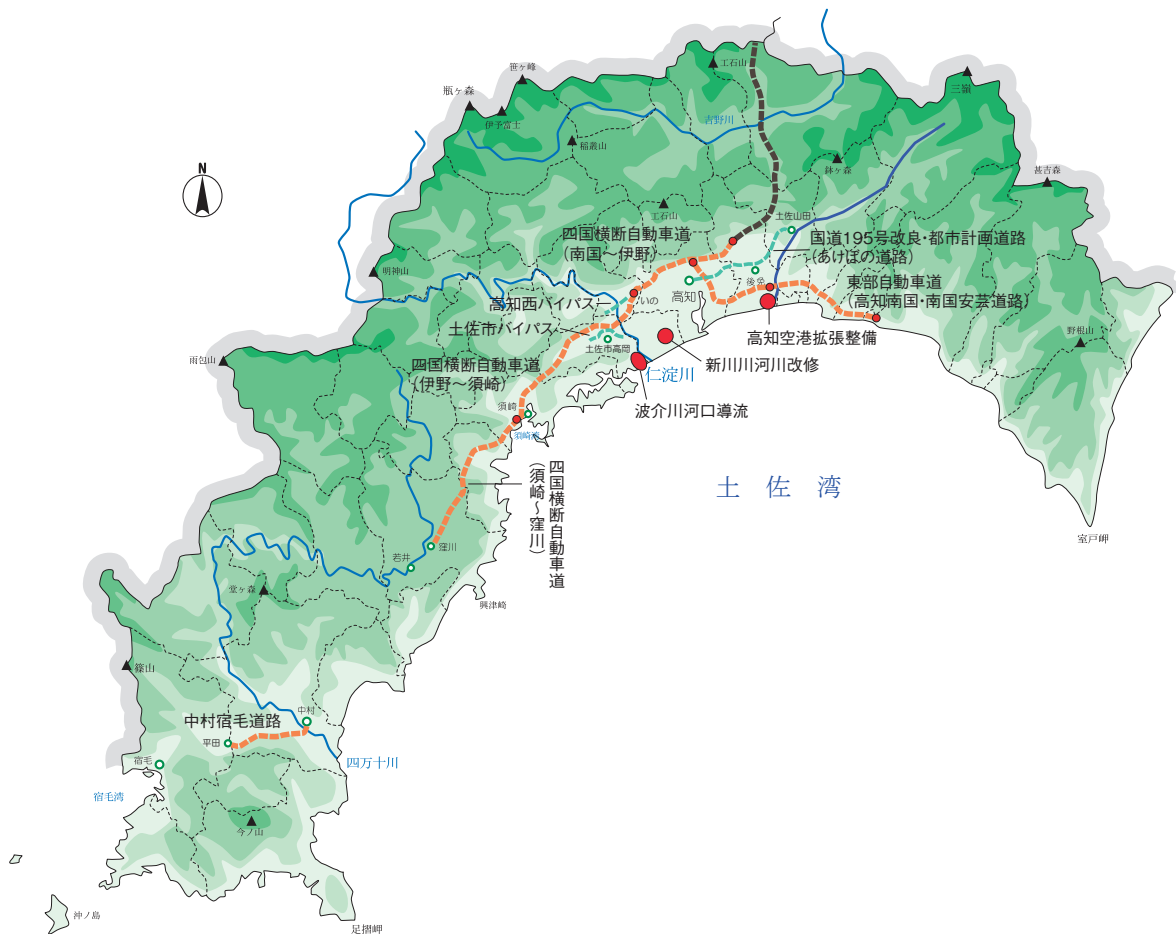 工石山
笹ヶ峰
瓶ヶ森
伊予富士
三嶺
吉野川
稲叢山
鉢ヶ森
甚吉森
N
工石山
土佐山田
四国横断自動車道
（南国～伊野）
国道195号改良・都市計画道路
（あけぼの道路）
明神山
後免
東部自動車道
（高知南国・南国安芸道路）
高知
いの
高知西バイパス
土佐市バイパス
高知空港拡張整備
野根山
土佐市高岡
雨包山
四国横断自動車道
（伊野～須崎）
新川川河川改修
仁淀川
波介川河口導流
須崎
須崎湾
四国横断自動車道
（須崎～窪川）
土佐湾
室戸岬
窪川
若井
堂ヶ森
興津崎
篠山
中村
中村宿毛道路
平田
宿毛
四万十川
宿毛湾
今ノ山
沖ノ島
足摺岬